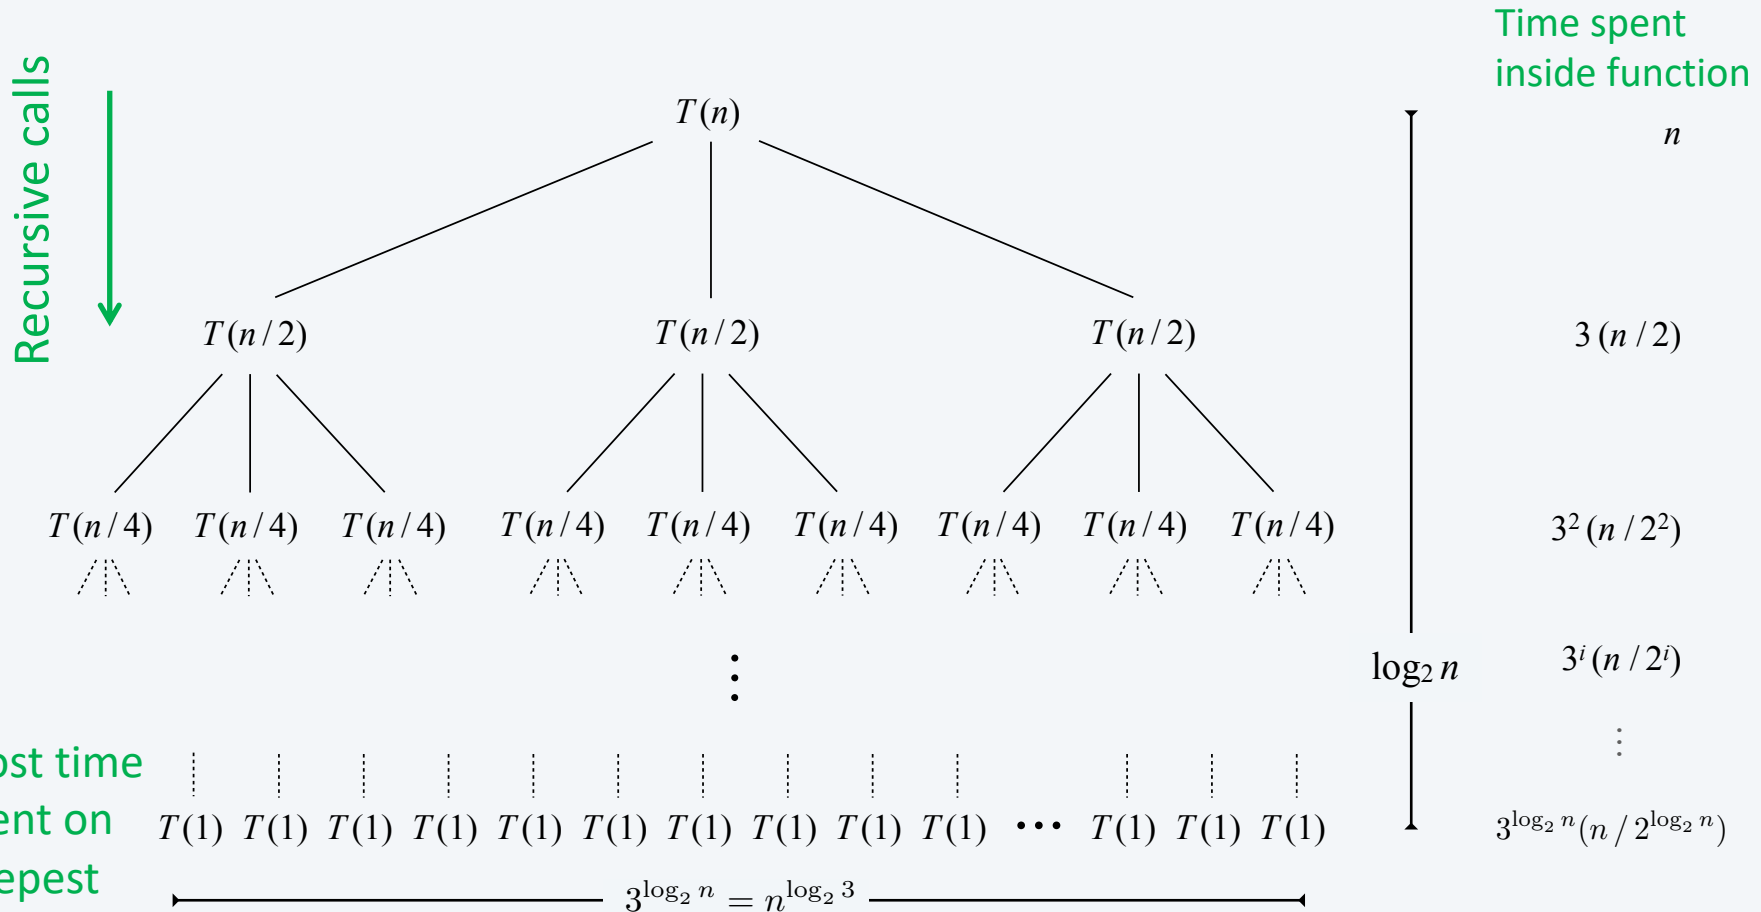 Time spent
inside function
Recursive calls
T(n)
n
T(n/2) T(n/2) T(n/2)
3(n/2)
T(n/4) T(n/4) T(n/4) T(n/4) T(n/4) T(n/4) T(n/4) T(n/4) T(n/4)
3²(n/2²)
⋮
log₂ n
3ⁱ(n/2ⁱ)
⋮
ost time
ent on
epest
T(1) T(1) T(1) T(1) T(1) T(1) T(1) T(1) T(1) T(1) ⋯ T(1) T(1) T(1)
3^{log₂ n}(n/2^{log₂ n})
3^{log₂ n} = n^{log₂ 3}